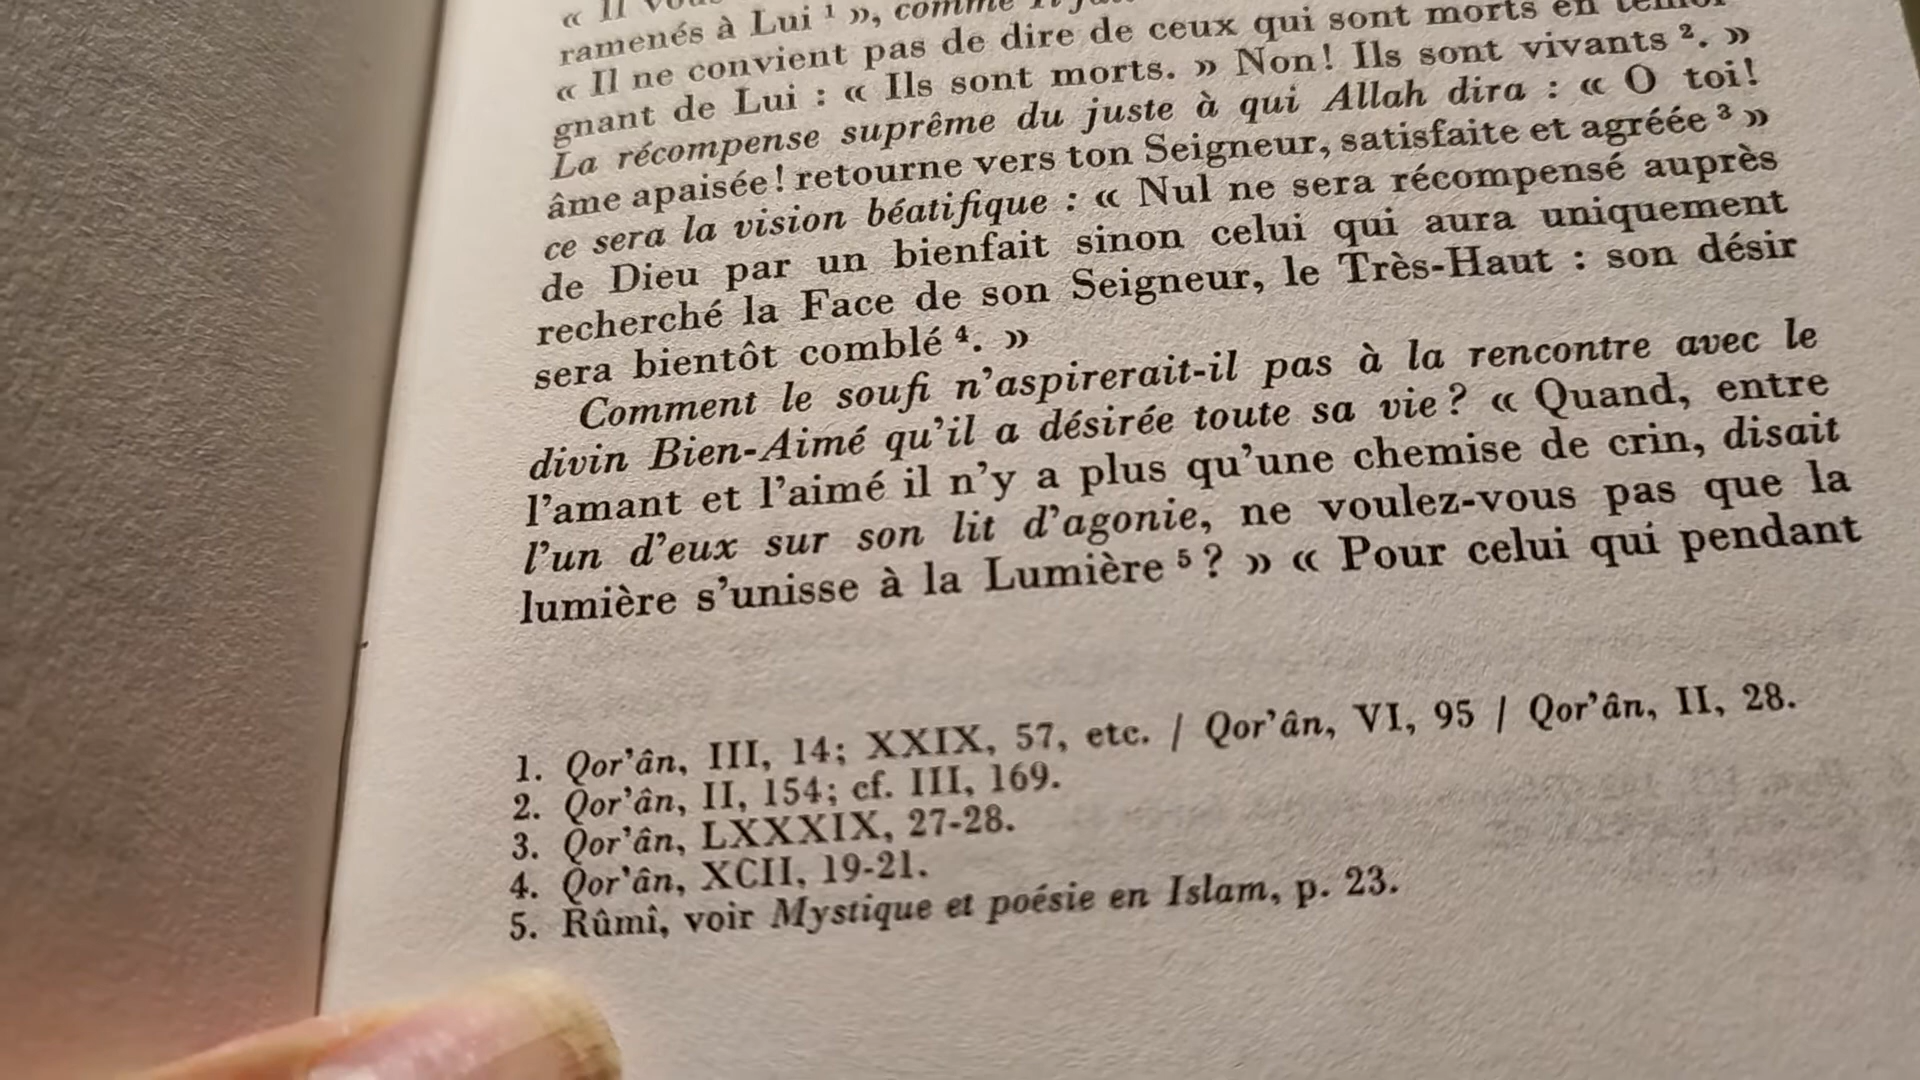 « Il
ramenés à Lui ¹ », comme Il
« Il ne convient pas de dire de ceux qui sont morts en témoi-
gnant de Lui : « Ils sont morts. » Non! Ils sont vivants ². »
La récompense suprême du juste à qui Allah dira : « O toi!
âme apaisée! retourne vers ton Seigneur, satisfaite et agréée ³ »
ce sera la vision béatifique : « Nul ne sera récompensé auprès
de Dieu par un bienfait sinon celui qui aura uniquement
recherché la Face de son Seigneur, le Très-Haut : son désir
sera bientôt comblé ⁴. »
Comment le soufi n'aspirerait-il pas à la rencontre avec le
divin Bien-Aimé qu'il a désirée toute sa vie? « Quand, entre
l'amant et l'aimé il n'y a plus qu'une chemise de crin, disait
l'un d'eux sur son lit d'agonie, ne voulez-vous pas que la
lumière s'unisse à la Lumière ⁵? » « Pour celui qui pendant
1. Qor'ân, III, 14; XXIX, 57, etc. / Qor'ân, VI, 95 / Qor'ân, II, 28.
2. Qor'ân, II, 154; cf. III, 169.
3. Qor'ân, LXXXIX, 27-28.
4. Qor'ân, XCII, 19-21.
5. Rûmî, voir Mystique et poésie en Islam, p. 23.